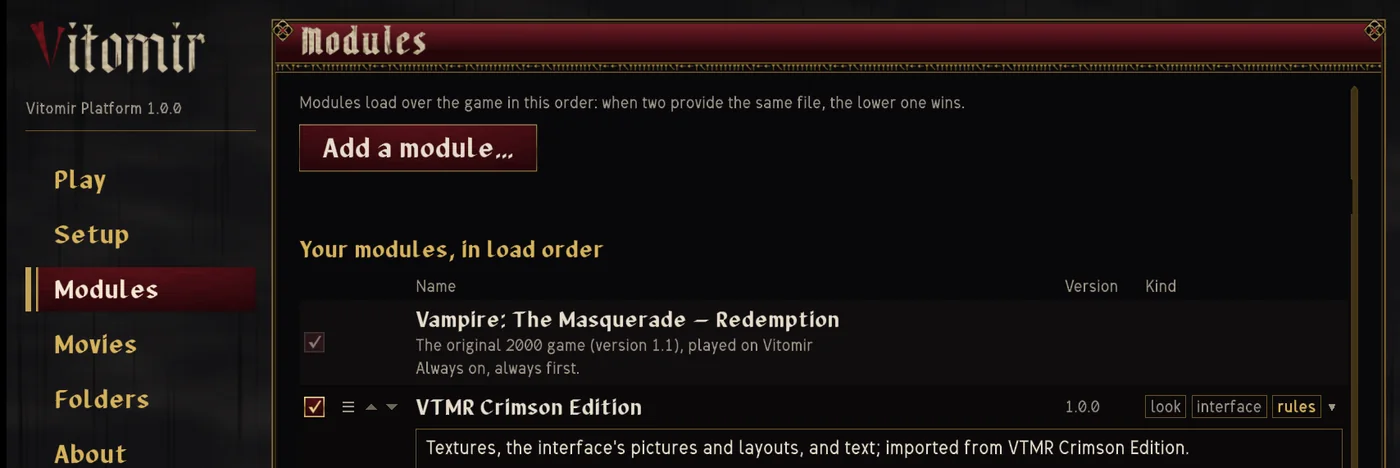 Vitomir
Vitomir Platform 1.0.0
Play
Setup
Modules
Movies
Folders
About
Modules
Modules load over the game in this order: when two provide the same file, the lower one wins.
Add a module...
Your modules, in load order
Name Version Kind
Vampire: The Masquerade – Redemption
The original 2000 game (version 1.1), played on Vitomir
Always on, always first.
VTMR Crimson Edition 1.0.0 look interface rules
Textures, the interface's pictures and layouts, and text; imported from VTMR Crimson Edition.